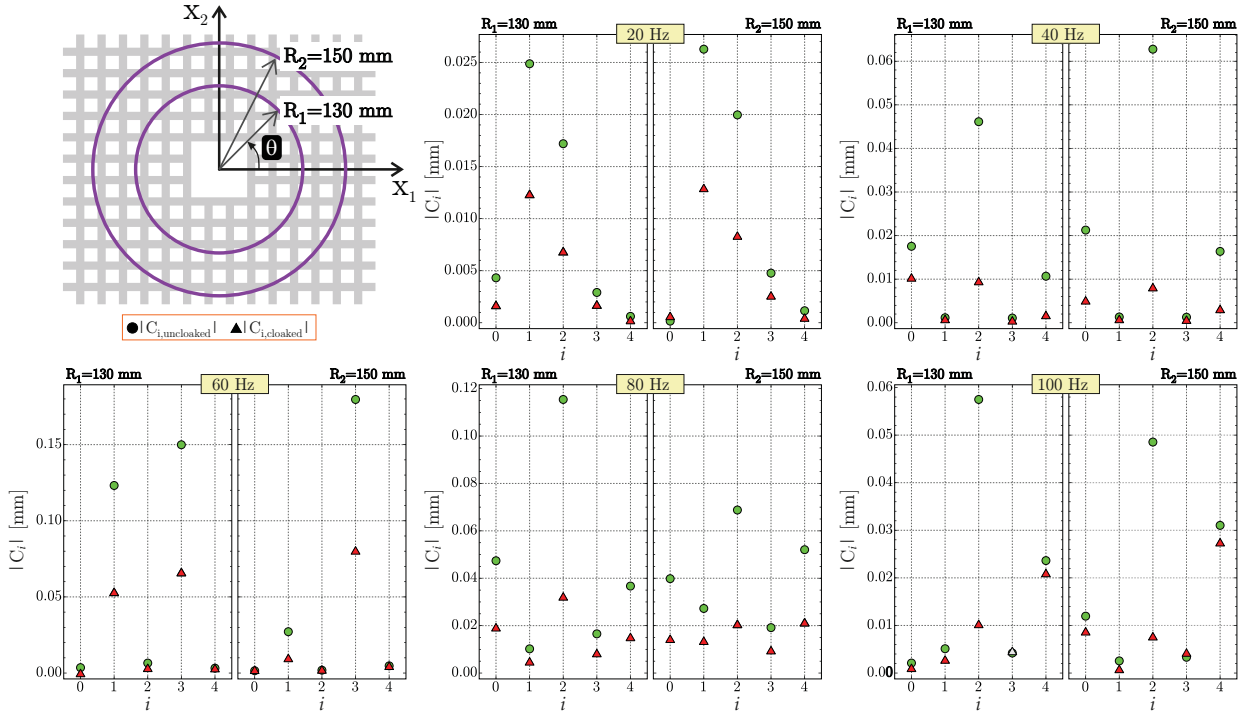 X2
R2=150 mm
R1=130 mm
θ
X1
|Ci,uncloaked| |Ci,cloaked|
R1=130 mm 20 Hz R2=150 mm
0.025
0.020
0.015
0.010
0.005
0.000
|Ci| [mm]
0 1 2 3 4 0 1 2 3 4
i i
R1=130 mm 40 Hz R2=150 mm
0.06
0.05
0.04
0.03
0.02
0.01
0.00
|Ci| [mm]
0 1 2 3 4 0 1 2 3 4
i i
R1=130 mm 60 Hz R2=150 mm
0.15
0.10
0.05
0.00
|Ci| [mm]
0 1 2 3 4 0 1 2 3 4
i i
R1=130 mm 80 Hz R2=150 mm
0.12
0.10
0.08
0.06
0.04
0.02
0.00
|Ci| [mm]
0 1 2 3 4 0 1 2 3 4
i i
R1=130 mm 100 Hz R2=150 mm
0.06
0.05
0.04
0.03
0.02
0.01
0
|Ci| [mm]
0 1 2 3 4 0 1 2 3 4
i i